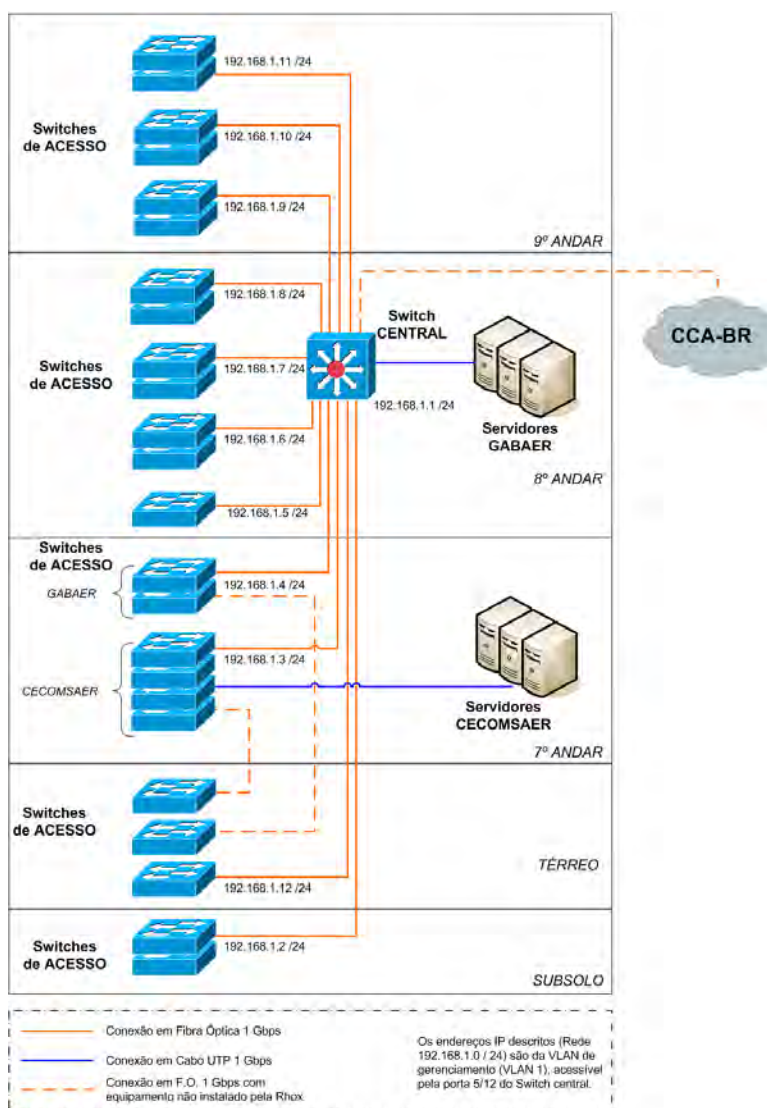 192.168.1.11 /24
Switches
de ACESSO
192.168.1.10 /24
192.168.1.9 /24
9º ANDAR
192.168.1.8 /24
Switch
CENTRAL
CCA-BR
Switches
de ACESSO
192.168.1.7 /24
192.168.1.1 /24
Servidores
GABAER
192.168.1.6 /24
8º ANDAR
192.168.1.5 /24
Switches
de ACESSO
GABAER
192.168.1.4 /24
192.168.1.3 /24
CECOMSAER
Servidores
CECOMSAER
7º ANDAR
Switches
de ACESSO
TÉRREO
192.168.1.12 /24
Switches
de ACESSO
192.168.1.2 /24
SUBSOLO
Conexão em Fibra Óptica 1 Gbps
Conexão em Cabo UTP 1 Gbps
Conexão em F.O. 1 Gbps com
equipamento não instalado pela Rhox
Os endereços IP descritos (Rede
192.168.1.0 / 24) são da VLAN de
gerenciamento (VLAN 1), acessível
pela porta 5/12 do Switch central.